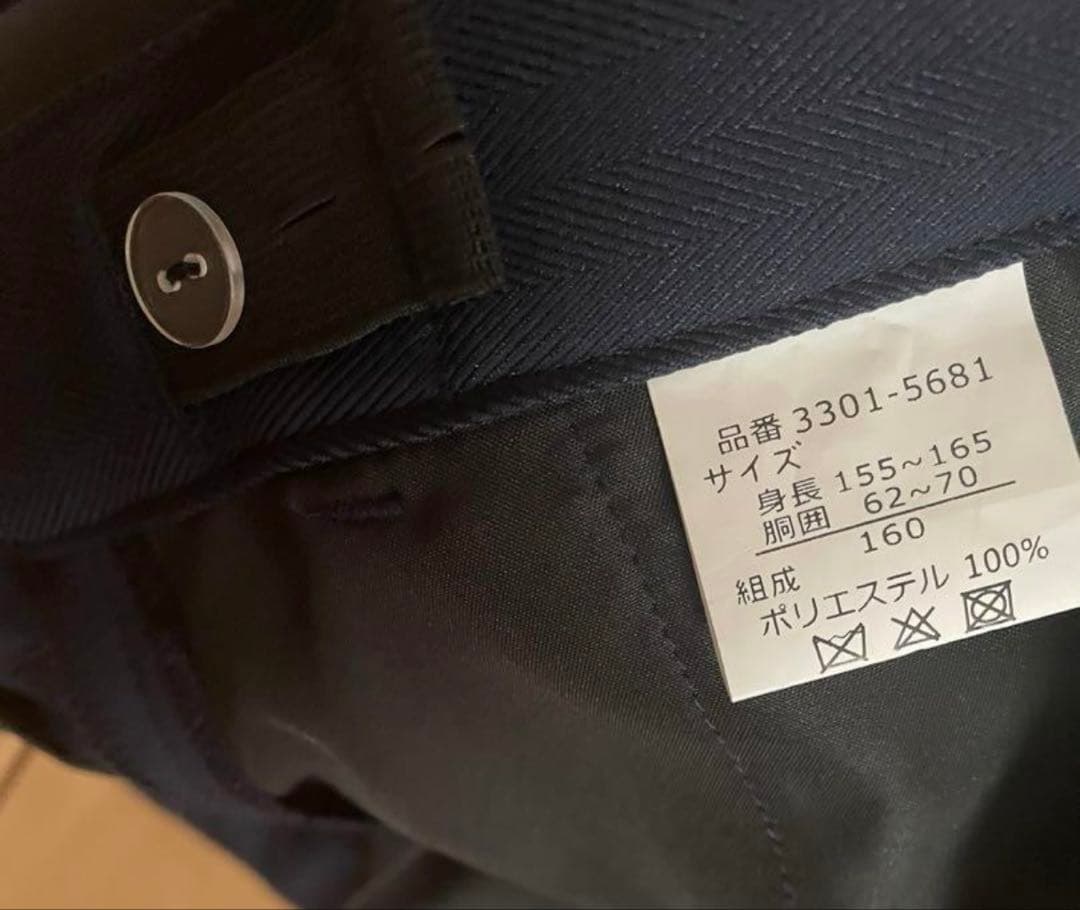 品番 3301-5681
サイズ
身長 155~165
胴囲 62~70
160
組成
ポリエステル 100%